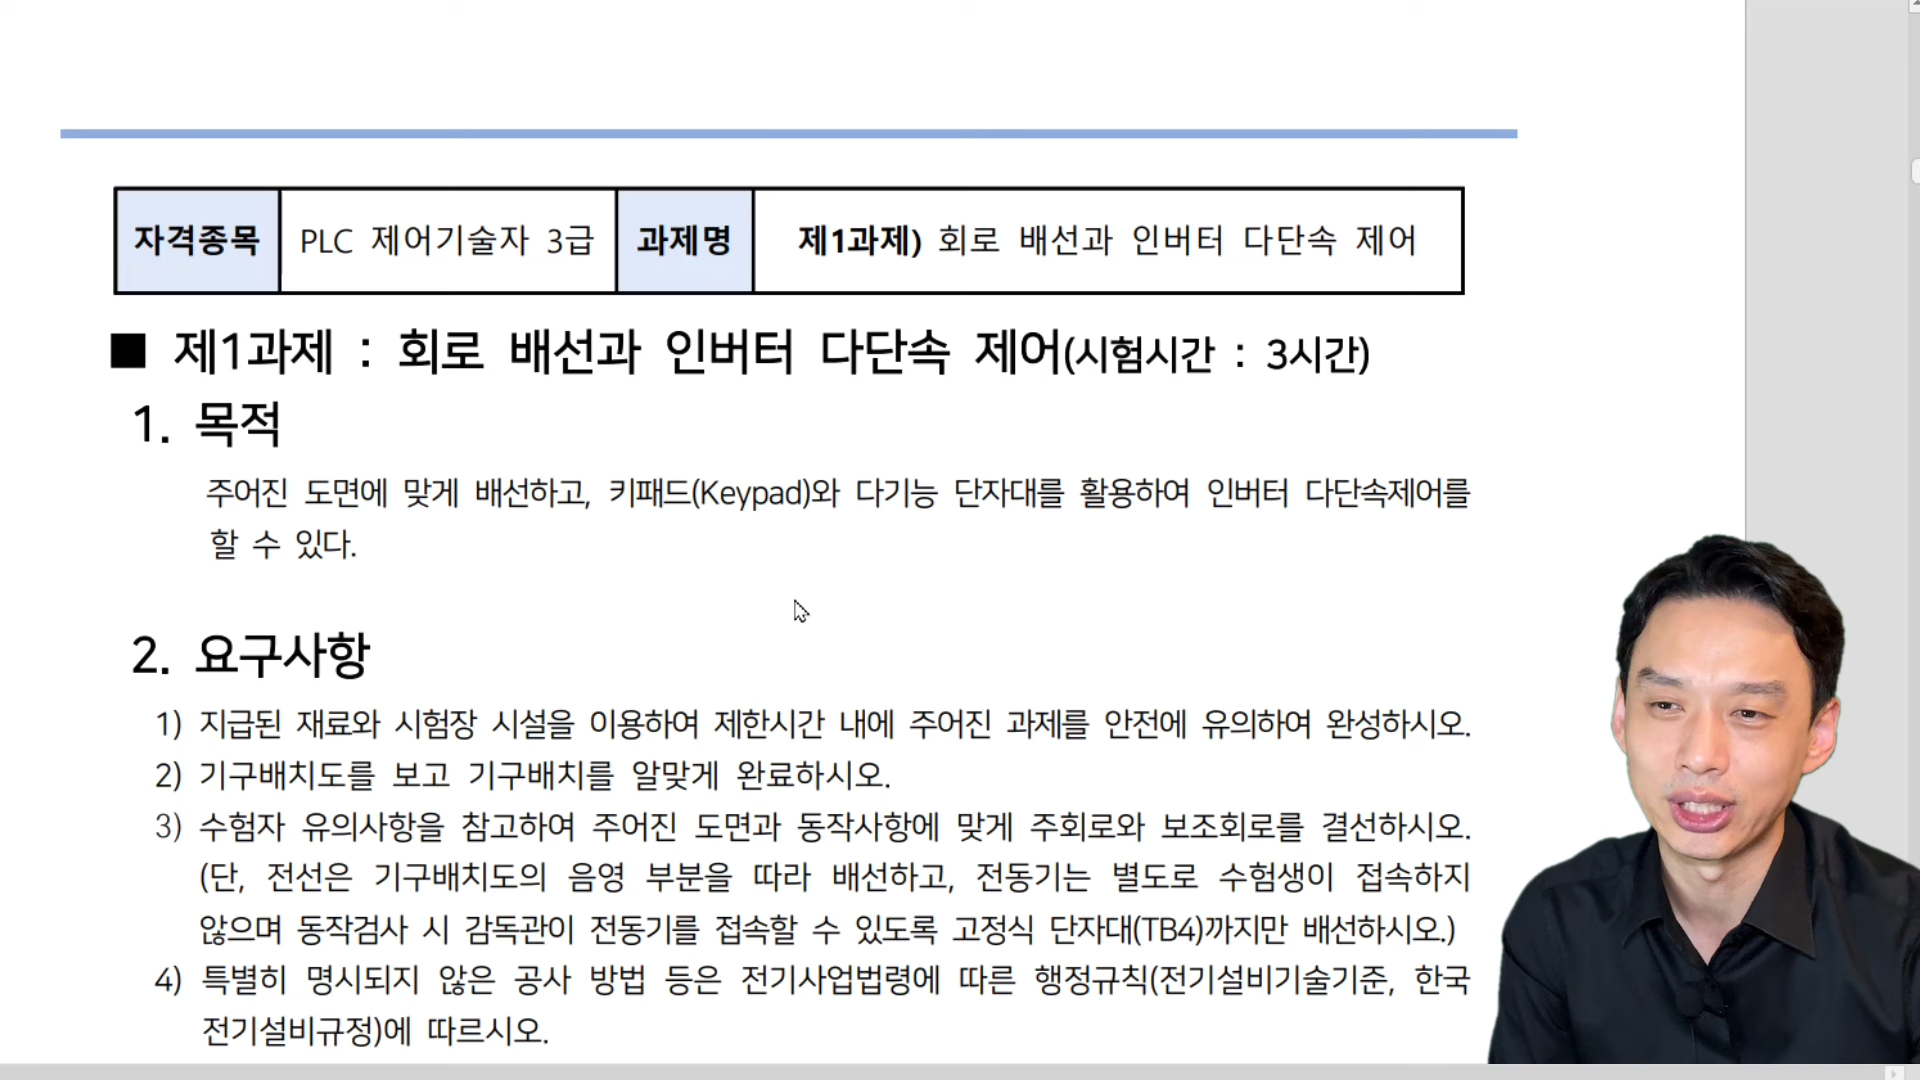 자격종목 PLC 제어기술자 3급 과제명 제1과제) 회로 배선과 인버터 다단속 제어
■ 제1과제 : 회로 배선과 인버터 다단속 제어(시험시간 : 3시간)
1. 목적
주어진 도면에 맞게 배선하고, 키패드(Keypad)와 다기능 단자대를 활용하여 인버터 다단속제어를
할 수 있다.
2. 요구사항
1) 지급된 재료와 시험장 시설을 이용하여 제한시간 내에 주어진 과제를 안전에 유의하여 완성하시오.
2) 기구배치도를 보고 기구배치를 알맞게 완료하시오.
3) 수험자 유의사항을 참고하여 주어진 도면과 동작사항에 맞게 주회로와 보조회로를 결선하시오.
(단, 전선은 기구배치도의 음영 부분을 따라 배선하고, 전동기는 별도로 수험생이 접속하지
않으며 동작검사 시 감독관이 전동기를 접속할 수 있도록 고정식 단자대(TB4)까지만 배선하시오.)
4) 특별히 명시되지 않은 공사 방법 등은 전기사업법령에 따른 행정규칙(전기설비기술기준, 한국
전기설비규정)에 따르시오.